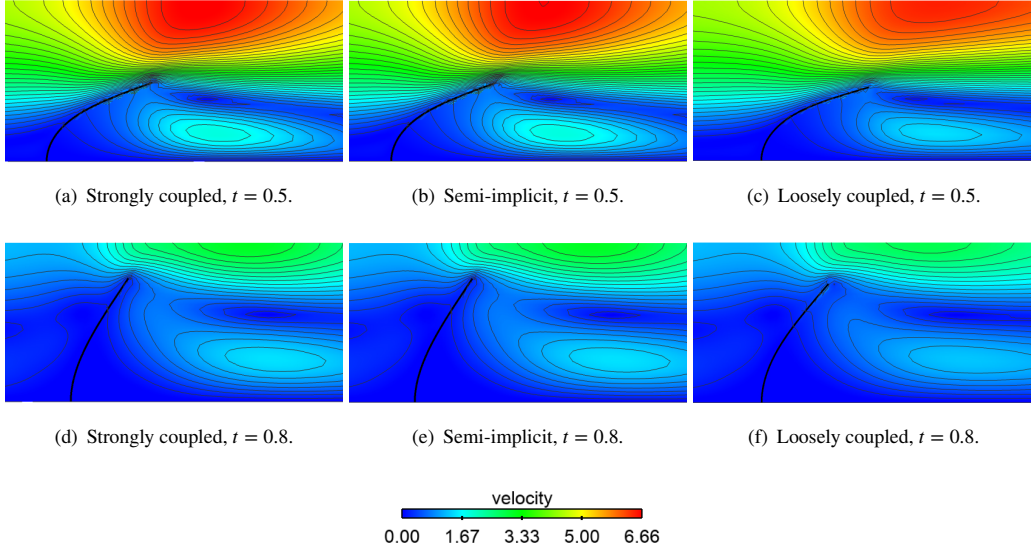 (a) Strongly coupled, t = 0.5.
(b) Semi-implicit, t = 0.5.
(c) Loosely coupled, t = 0.5.
(d) Strongly coupled, t = 0.8.
(e) Semi-implicit, t = 0.8.
(f) Loosely coupled, t = 0.8.
velocity
0.00 1.67 3.33 5.00 6.66